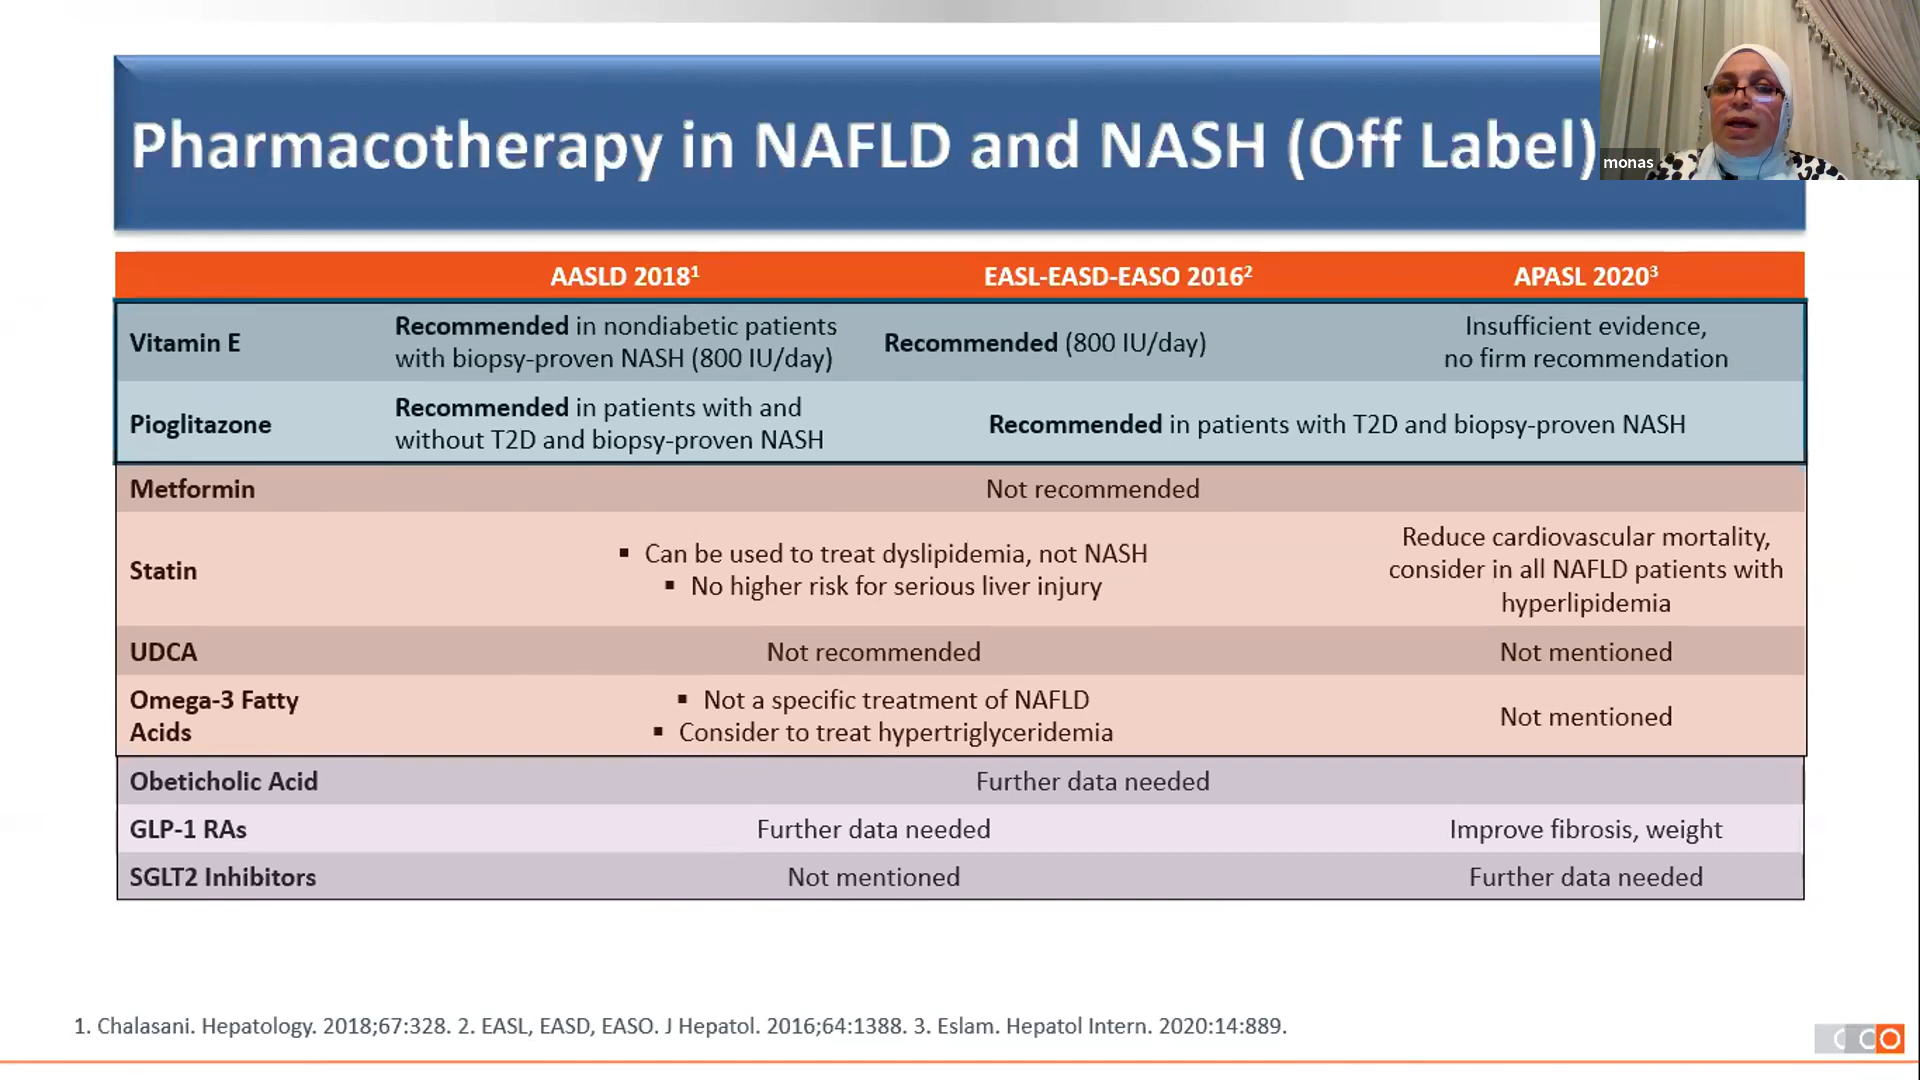 Pharmacotherapy in NAFLD and NASH (Off Label)
monas
AASLD 2018¹ EASL-EASD-EASO 2016² APASL 2020³
Vitamin E
Recommended in nondiabetic patients
with biopsy-proven NASH (800 IU/day)
Recommended (800 IU/day)
Insufficient evidence,
no firm recommendation
Pioglitazone
Recommended in patients with and
without T2D and biopsy-proven NASH
Recommended in patients with T2D and biopsy-proven NASH
Metformin
Not recommended
Statin
▪ Can be used to treat dyslipidemia, not NASH
▪ No higher risk for serious liver injury
Reduce cardiovascular mortality,
consider in all NAFLD patients with
hyperlipidemia
UDCA
Not recommended
Not mentioned
Omega-3 Fatty
Acids
▪ Not a specific treatment of NAFLD
▪ Consider to treat hypertriglyceridemia
Not mentioned
Obeticholic Acid
Further data needed
GLP-1 RAs
Further data needed
Improve fibrosis, weight
SGLT2 Inhibitors
Not mentioned
Further data needed
1. Chalasani. Hepatology. 2018;67:328. 2. EASL, EASD, EASO. J Hepatol. 2016;64:1388. 3. Eslam. Hepatol Intern. 2020:14:889.
CCO